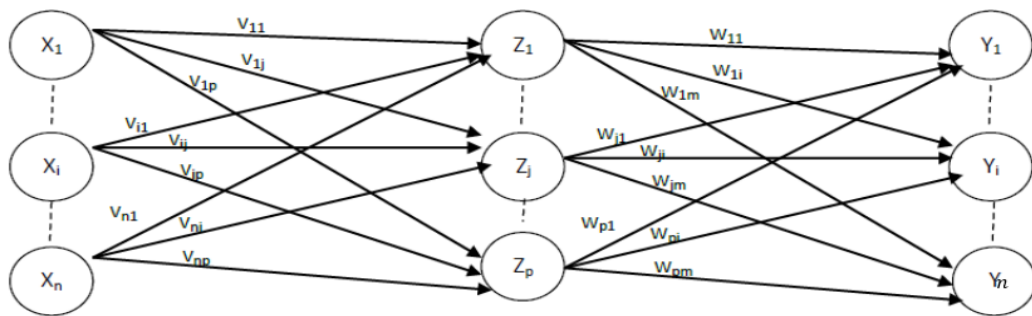 X1 V11 Z1 W11 Y1
V1j W1i
V1p W1m
Vi1 Wj1
Xi Vij Zj Wji Yi
Vip Wjm
Vn1 Vni Wp1 Wpi
Xn Vnp Zp Wpm Yn